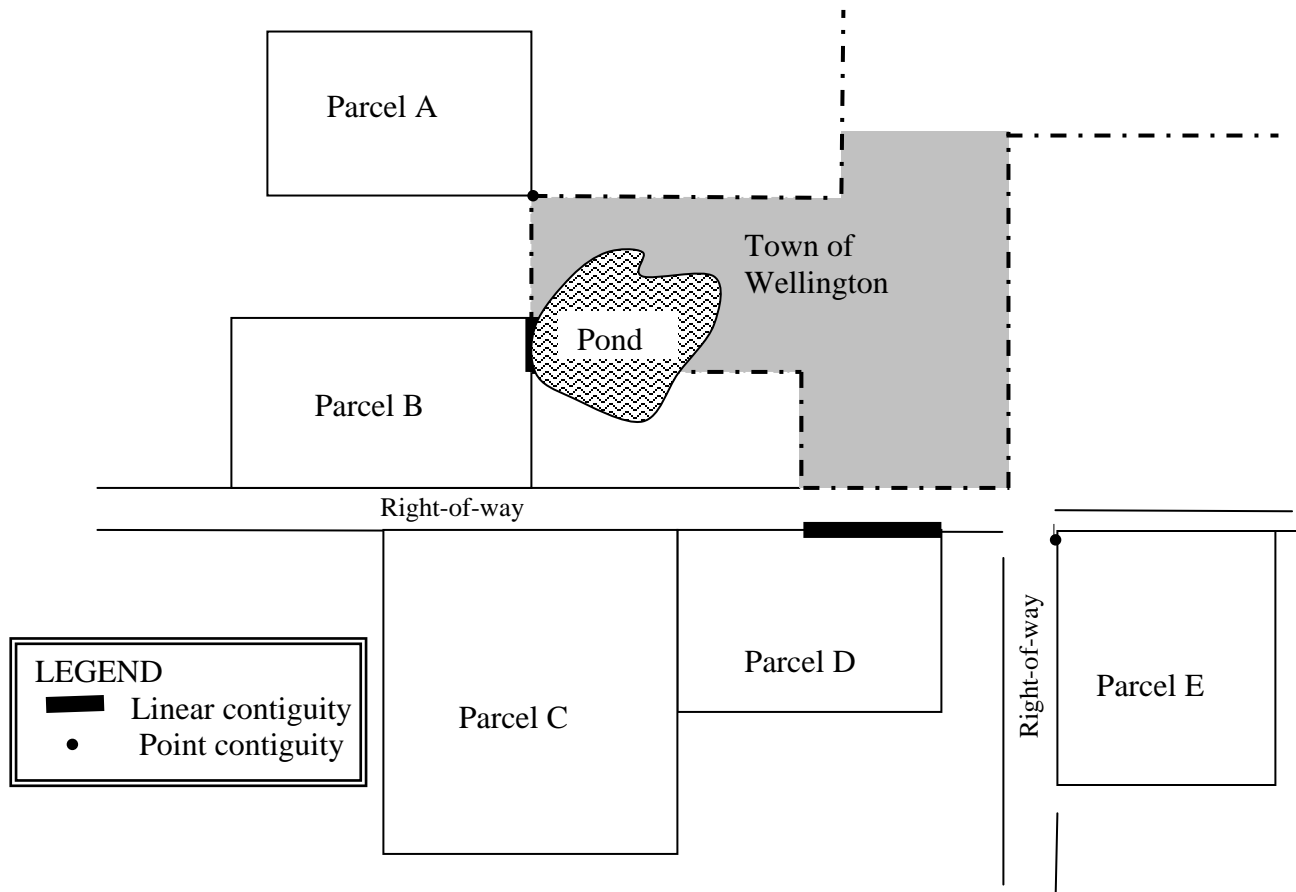 Parcel A
Town of
Wellington
Pond
Parcel B
Right-of-way
Right-of-way
Parcel D
Parcel E
Parcel C
LEGEND
Linear contiguity
Point contiguity